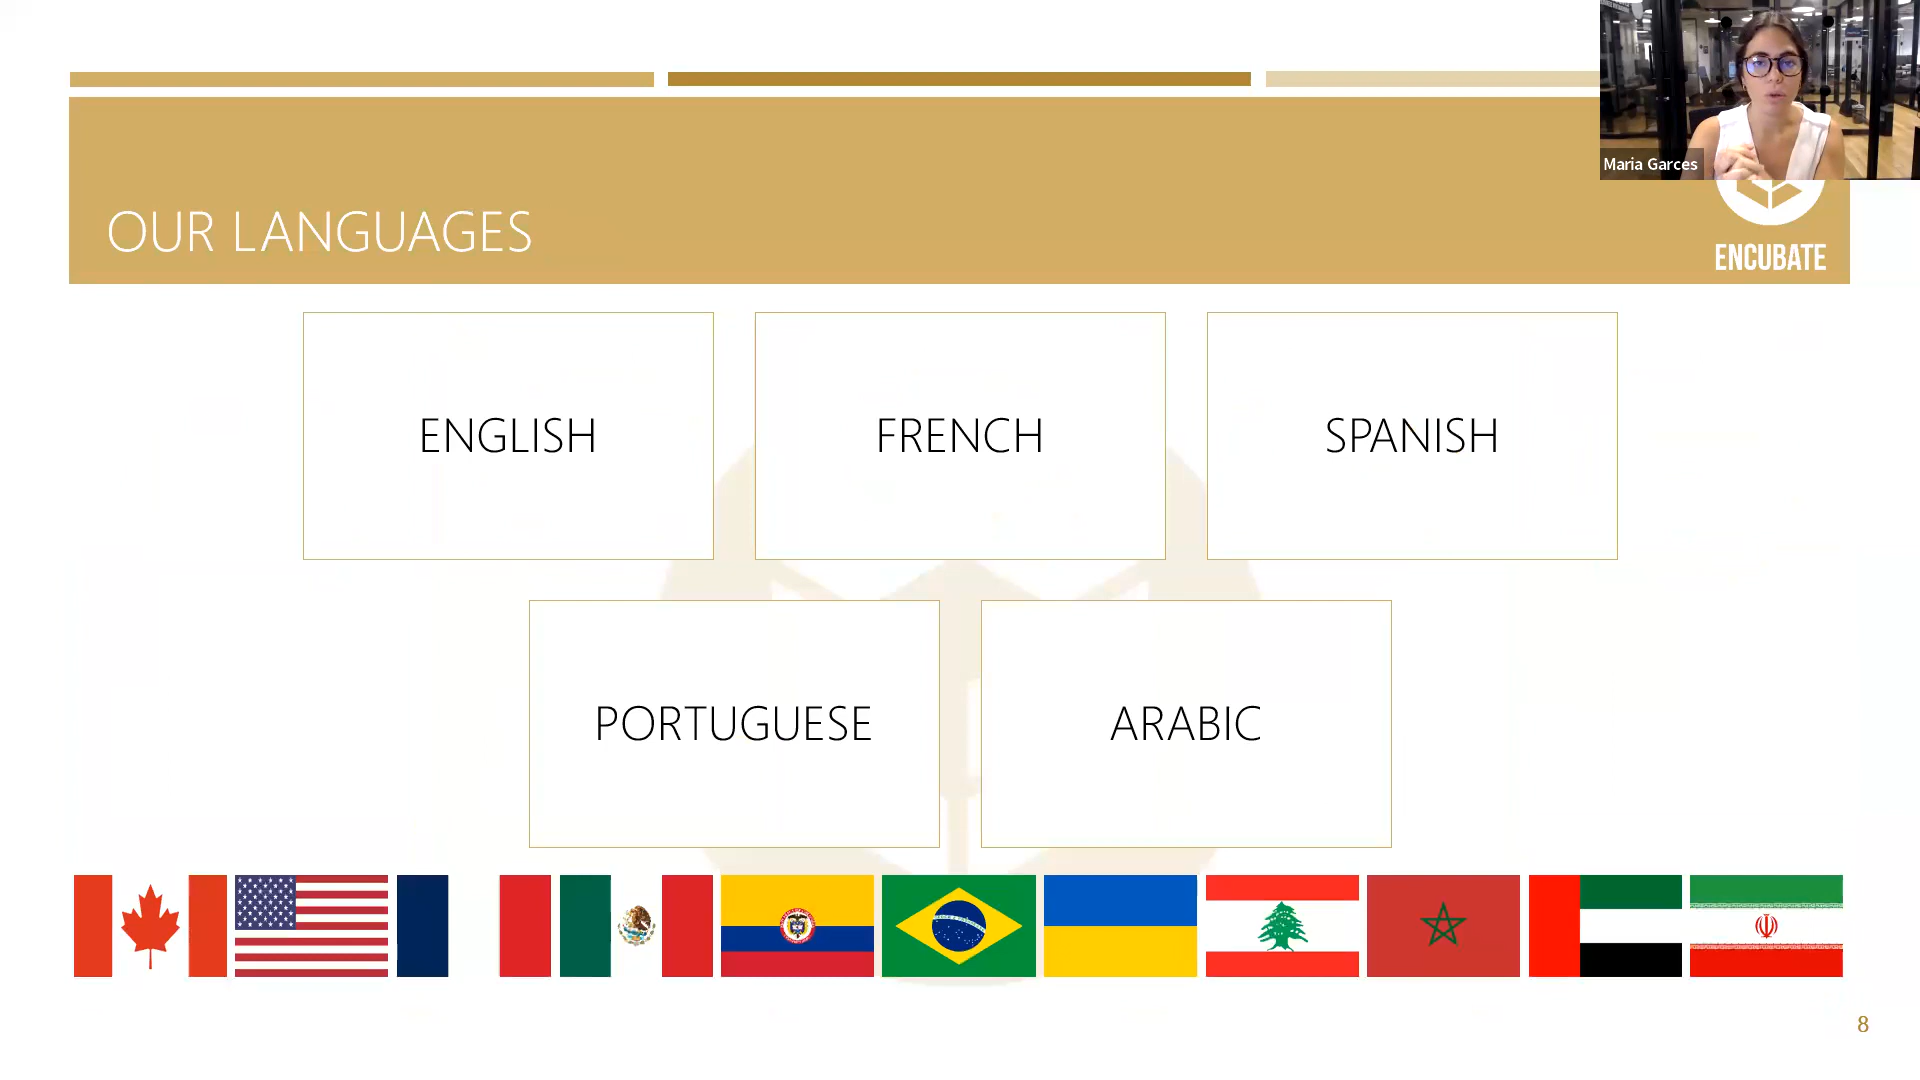 Maria Garces
OUR LANGUAGES
ENCUBATE
ENGLISH
FRENCH
SPANISH
PORTUGUESE
ARABIC
8